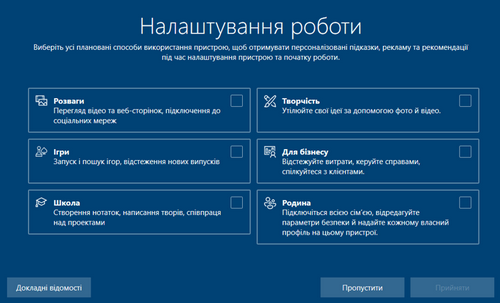 Налаштування роботи
Виберіть усі плановані способи використання пристрою, щоб отримувати персоналізовані підказки, рекламу та рекомендації
під час налаштування пристрою та початку роботи.
Розваги
Перегляд відео та веб-сторінок, підключення до
соціальних мереж
Творчість
Утілюйте свої ідеї за допомогою фото й відео.
Ігри
Запуск і пошук ігор, відстеження нових випусків
Для бізнесу
Відстежуйте витрати, керуйте справами,
спілкуйтеся з клієнтами.
Школа
Створення нотаток, написання творів, співпраця
над проектами
Родина
Підключіться всією сім'єю, відредагуйте
параметри безпеки й надайте кожному власний
профіль на цьому пристрої.
Докладні відомості
Пропустити
Прийняти